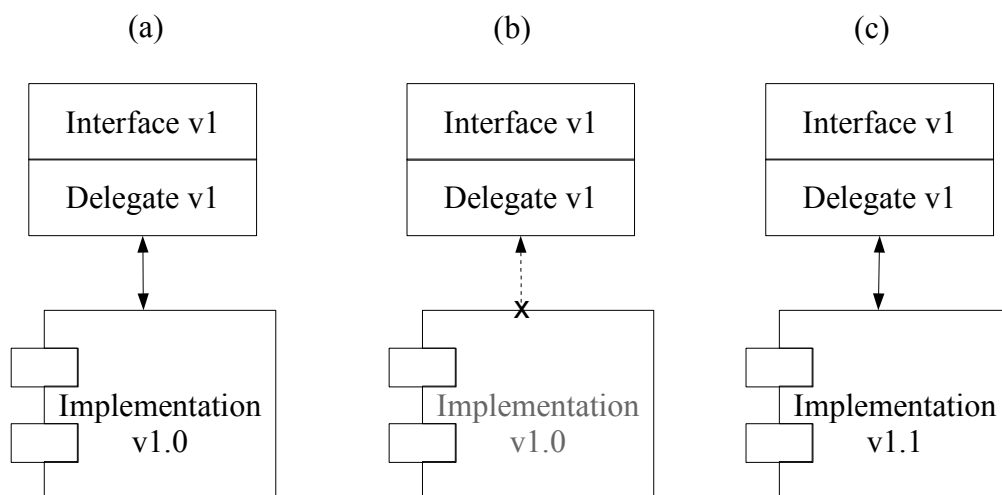 (a)
Interface v1
Delegate v1
Implementation
v1.0
(b)
Interface v1
Delegate v1
x
Implementation
v1.0
(c)
Interface v1
Delegate v1
Implementation
v1.1